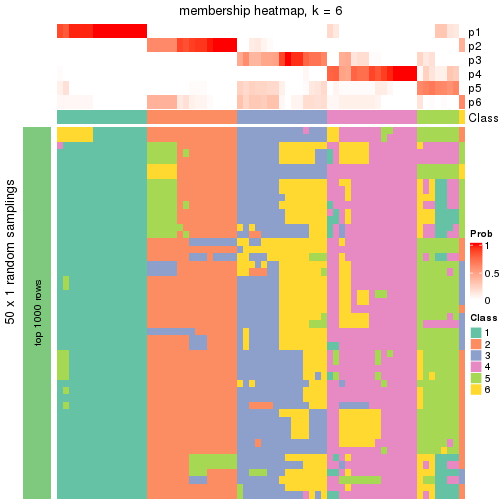 membership heatmap, k = 6
p1
p2
p3
p4
p5
p6
Class
50 x 1 random samplings
top 1000 rows
Prob
1
0.5
0
Class
1
2
3
4
5
6